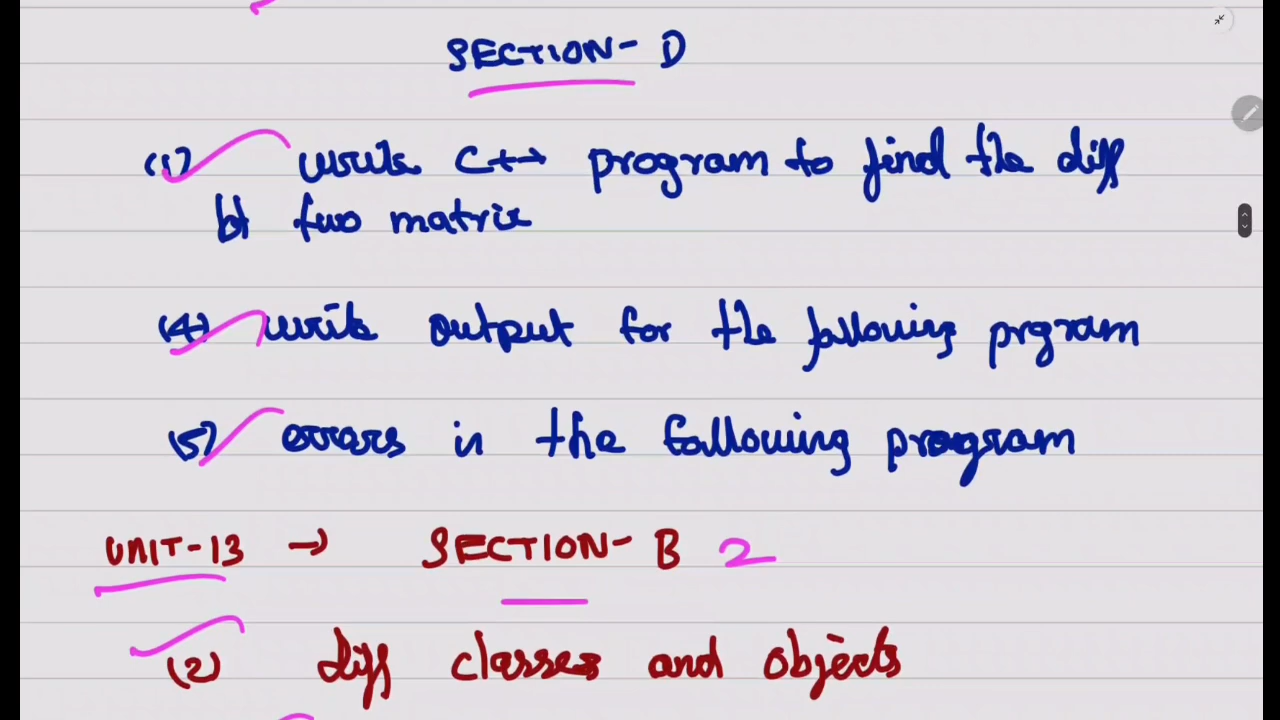 SECTION- D
(1) write C++ program to find the diff
b/ two matrix
(4) write output for the following prgram
(5) errors in the following program
UNIT-13 → SECTION- B 2
(2) diff classes and objects